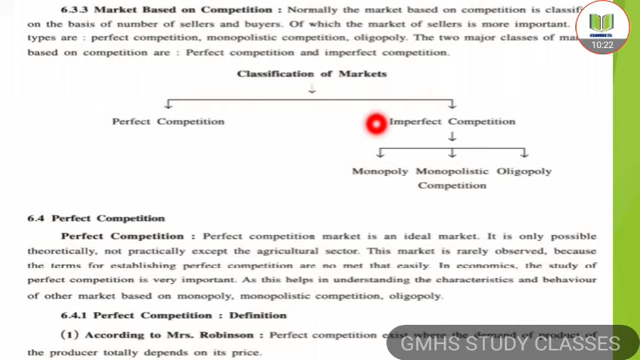 6.3.3 Market Based on Competition : Normally the market based on competition is classifi
on the basis of number of sellers and buyers. Of which the market of sellers is more important.
types are : perfect competition, monopolistic competition, oligopoly. The two major classes of mar
based on competition are : Perfect competition and imperfect competition.
Classification of Markets
Perfect Competition
Imperfect Competition
Monopoly Monopolistic Oligopoly
Competition
6.4 Perfect Competition
Perfect Competition : Perfect competition market is an ideal market. It is only possible
theoretically, not practically except the agricultural sector. This market is rarely observed, because
the terms for establishing perfect competition are no met that easily. In economics, the study of
perfect competition is very important. As this helps in understanding the characteristics and behaviour
of other market based on monopoly, monopolistic competition, oligopoly.
6.4.1 Perfect Competition : Definition
(1) According to Mrs. Robinson : Perfect competition exist where the demand of product of
the producer totally depends on its price.
10:22
GMHS STUDY CLASSES